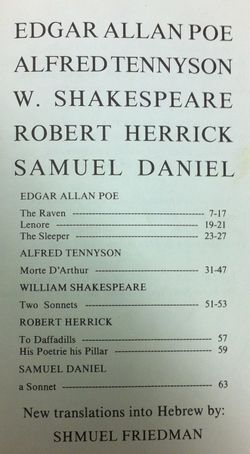 EDGAR ALLAN POE
ALFRED TENNYSON
W. SHAKESPEARE
ROBERT HERRICK
SAMUEL DANIEL
EDGAR ALLAN POE
The Raven ---------------------------------- 7-17
Lenore ---------------------------------- 19-21
The Sleeper ---------------------------------- 23-27
ALFRED TENNYSON
Morte D'Arthur ------------------------------- 31-47
WILLIAM SHAKESPEARE
Two Sonnets ------------------------------- 51-53
ROBERT HERRICK
To Daffadills ---------------------------------- 57
His Poetrie his Pillar ------------------------- 59
SAMUEL DANIEL
a Sonnet ---------------------------------- 63
New translations into Hebrew by:
SHMUEL FRIEDMAN